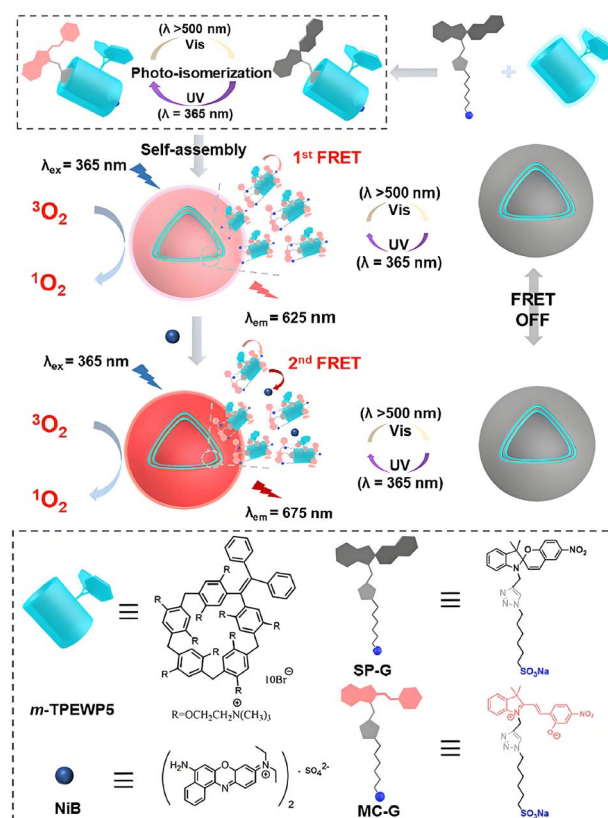 (λ >500 nm)
Vis
Photo-isomerization
UV
(λ = 365 nm)
+
Self-assembly
λex = 365 nm
1st FRET
³O₂
¹O₂
(λ >500 nm)
Vis
UV
(λ = 365 nm)
λem = 625 nm
FRET
OFF
λex = 365 nm
2nd FRET
³O₂
¹O₂
(λ >500 nm)
Vis
UV
(λ = 365 nm)
λem = 675 nm
m-TPEWP5
≡
R
R
R
R
R
R
R
R
R
R
10Br⊖
⊕
R=OCH₂CH₂N(CH₃)₃
SP-G
≡
O
NO₂
N
N
N=N
SO₃Na
NiB
≡
H₂N
O
N
N
⊕
2
· SO₄²⁻
MC-G
≡
NO₂
N
⊕
O⊖
N
N=N
SO₃Na